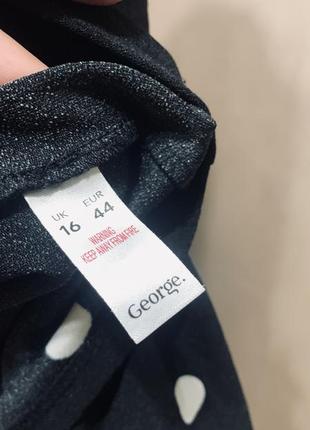 UK EUR
16 44
WARNING
KEEP AWAY FROM FIRE
George.